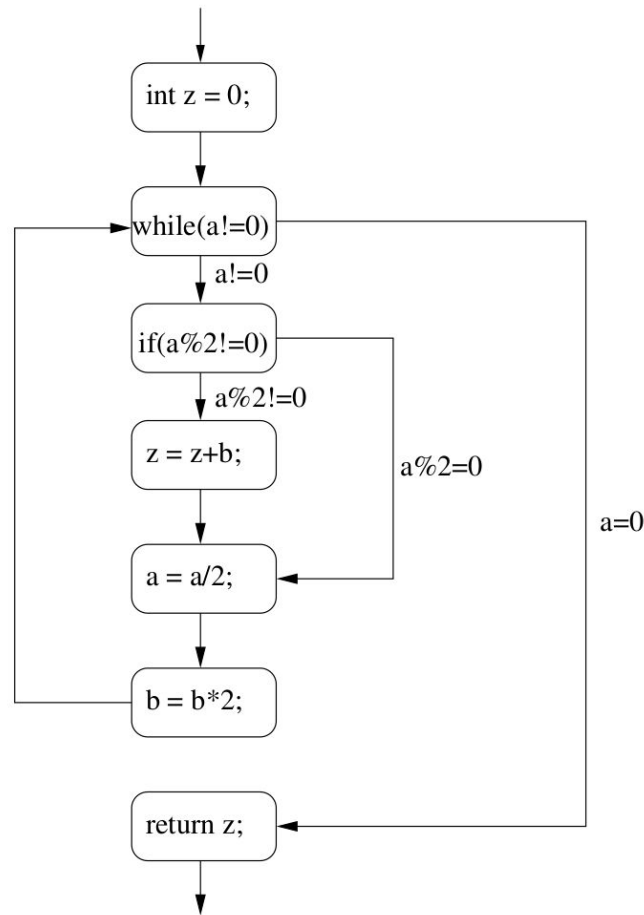 int z = 0;
while(a!=0)
a!=0
if(a%2!=0)
a%2!=0
z = z+b;
a%2=0
a=0
a = a/2;
b = b*2;
return z;